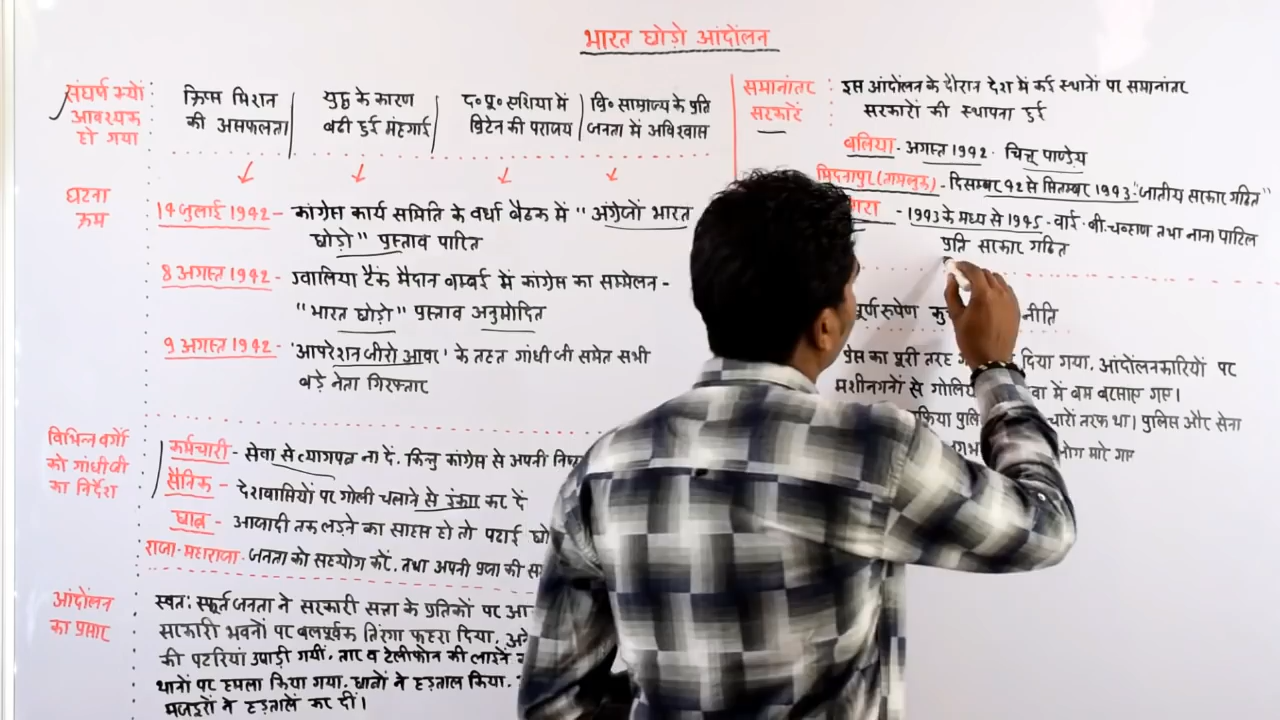 भारत छोड़ो आंदोलन
संघर्ष क्यों
आवश्यक
हो गया
क्रिप्स मिशन
की असफलता
युद्ध के कारण
बढी हुई मंहगाई
द॰ पू॰ एशिया में
ब्रिटेन की पराजय
ब्रि॰ साम्राज्य के प्रति
जनता में अविश्वास
घटना
क्रम
14 जुलाई 1942 - कांग्रेस कार्य समिति के वर्धा बैठक में "अंग्रेजों भारत
छोड़ो" प्रस्ताव पारित
8 अगस्त 1942 - ग्वालिया टैंक मैदान बम्बई में कांग्रेस का सम्मेलन -
"भारत छोड़ो" प्रस्ताव अनुमोदित
9 अगस्त 1942 - 'आपरेशन जीरो आवर' के तहत गांधी जी समेत सभी
बड़े नेता गिरफ्तार
विभिन्न वर्गो
को गांधी जी
का निर्देश
कर्मचारी - सेवा से त्यागपत्र ना दें, किन्तु कांग्रेस से अपनी
सैनिक - देशवासियों पर गोली चलाने से इंकार कर दें
छात्र - आजादी तक लड़ने का साहस हो तो पढाई
राजा-महाराजा - जनता को सहयोग करें, तथा अपनी प्रजा की
आंदोलन
का प्रसार
स्वतः स्फूर्त जनता ने सरकारी सत्ता के प्रतिकों पर
सरकारी भवनों पर बलपूर्वक तिरंगा फहरा दिया,
की पटरियां उखाड़ी गयीं, तार व टेलीफोन की लाइनें
थानों पर हमला किया गया, छात्रों ने हड़ताल किया,
मजदूरों ने हड़तालें कर दीं।
समानांतर
सरकारें
: इस आंदोलन के दौरान देश में कई स्थानों पर समानांतर
सरकारों की स्थापना हुई
बलिया - अगस्त 1942 - चित्तू पाण्डेय
मिदनापुर (तामलुक) - दिसम्बर 42 से सितम्बर 1943 - "जातीय सरकार गठित"
- 1943 के मध्य से 1945 - वाई. बी. चव्हाण तथा नाना पाटिल
प्रति सरकार गठित
पूर्णरुपेण नीति
प्रेस का पूरी तरह दिया गया, आंदोलनकारियों पर
मशीनगनों से में बम बरसाए गए।
चारों तरफ था। पुलिस और सेना
लोग मारे गए